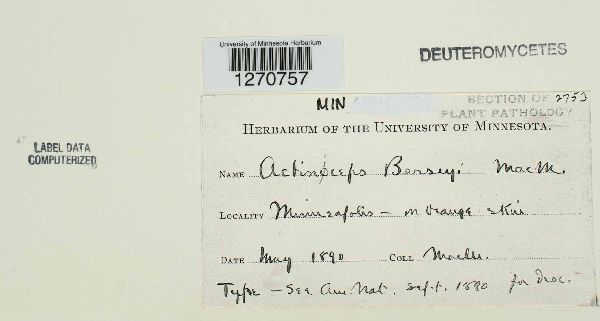 University of Minnesota Herbarium
1270757
DEUTEROMYCETES
MIN
SECTION OF
PLANT PATHOLOGY
2753
LABEL DATA
COMPUTERIZED
HERBARIUM OF THE UNIVERSITY OF MINNESOTA.
NAME Actiniceps Besseyi MacM.
LOCALITY Minneapolis – on orange skin
DATE May 1890 COLL MacM.
Type – See Am. Nat. Sept. 1890 for desc.